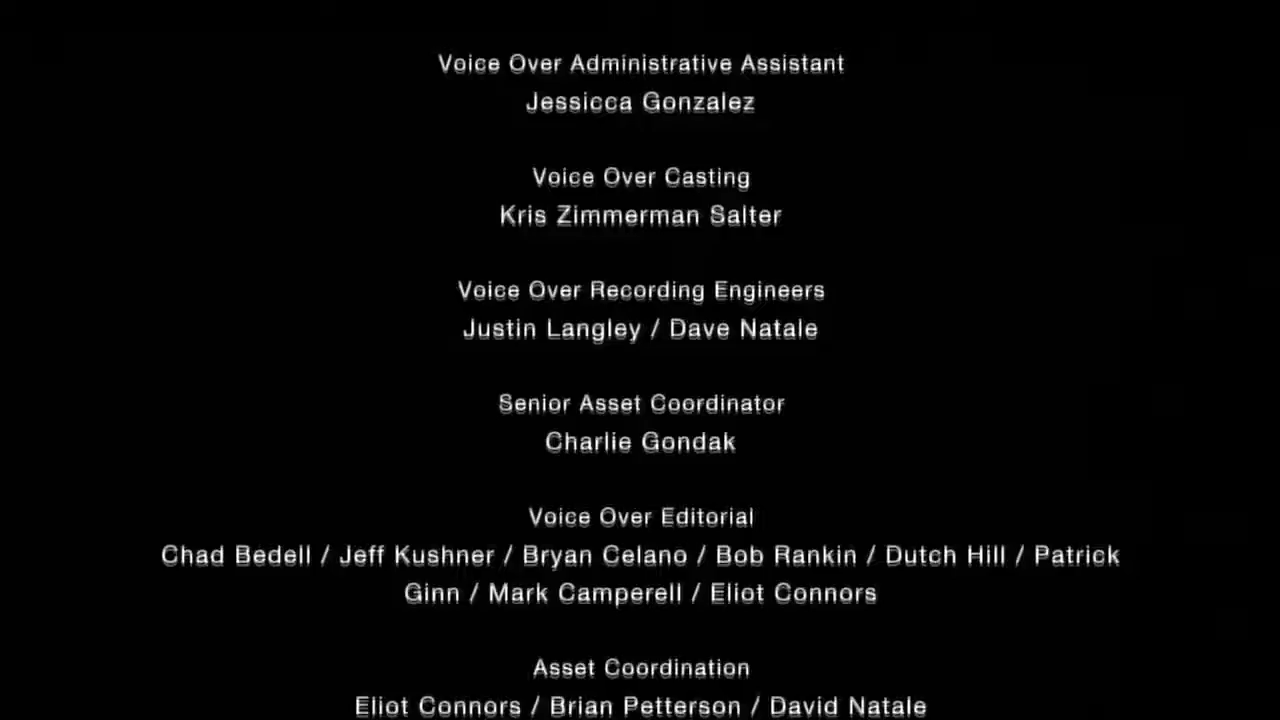 Voice Over Administrative Assistant
Jessicca Gonzalez
Voice Over Casting
Kris Zimmerman Salter
Voice Over Recording Engineers
Justin Langley / Dave Natale
Senior Asset Coordinator
Charlie Gondak
Voice Over Editorial
Chad Bedell / Jeff Kushner / Bryan Celano / Bob Rankin / Dutch Hill / Patrick
Ginn / Mark Camperell / Eliot Connors
Asset Coordination
Eliot Connors / Brian Petterson / David Natale